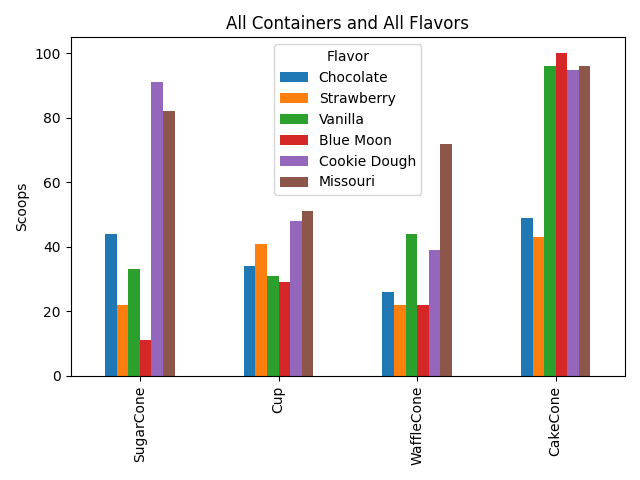 All Containers and All Flavors
Flavor
Chocolate
Strawberry
Vanilla
Blue Moon
Cookie Dough
Missouri
Scoops
100
80
60
40
20
0
SugarCone
Cup
WaffleCone
CakeCone